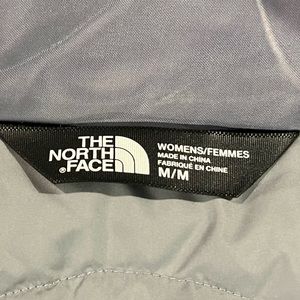 THE
NORTH
®FACE
WOMENS/FEMMES
MADE IN CHINA
FABRIQUÉ EN CHINE
M/M